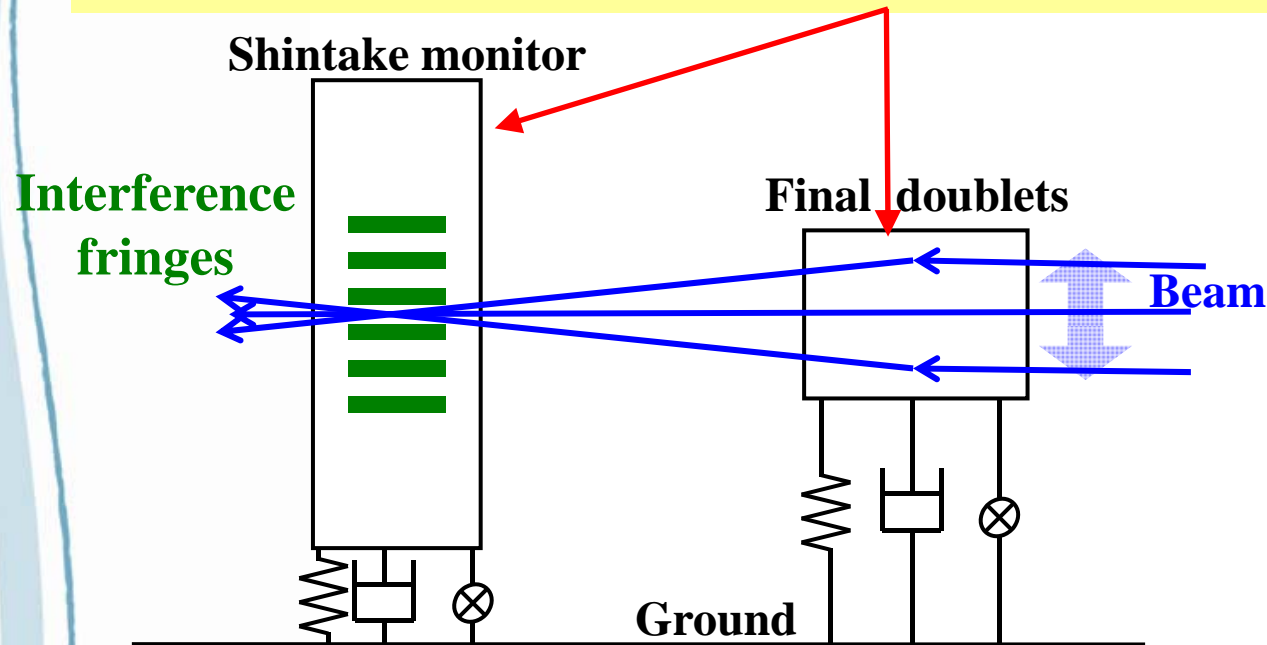 Shintake monitor
Interference
fringes
Final doublets
Beam
Ground